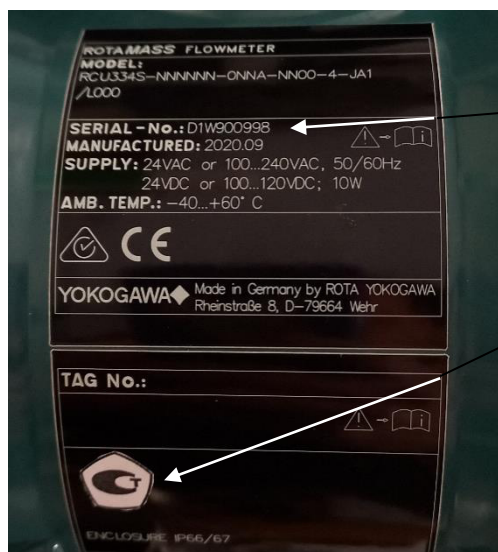 ROTAMASS FLOWMETER
MODEL:
RCU334S-NNNNNN-0NNA-NN00-4-JA1
/L000
SERIAL-No.: D1W900998
MANUFACTURED: 2020.09
SUPPLY: 24VAC or 100...240VAC, 50/60Hz
24VDC or 100...120VDC; 10W
AMB. TEMP.: -40...+60° C
CE
YOKOGAWA Made in Germany by ROTA YOKOGAWA
Rheinstraße 8, D-79664 Wehr
TAG No.:
ENCLOSURE IP66/67